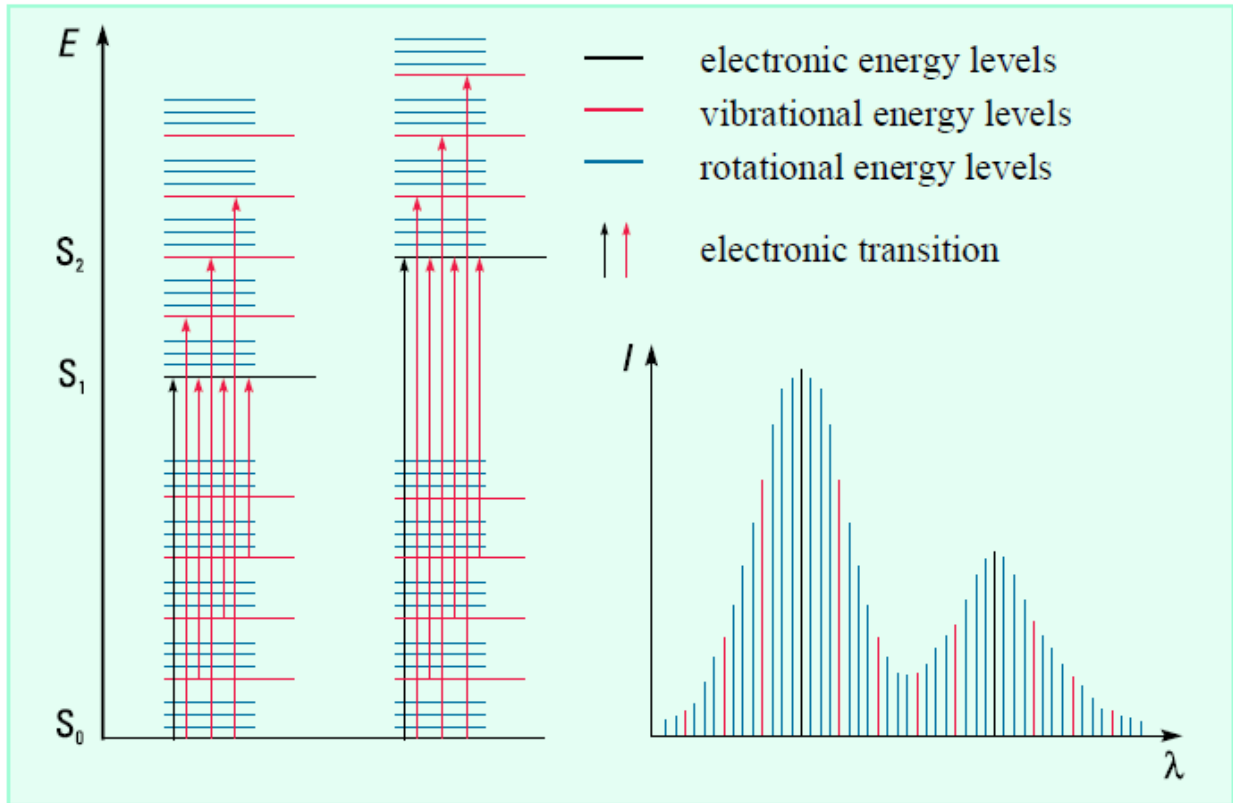 E
electronic energy levels
vibrational energy levels
rotational energy levels
electronic transition
S₂
S₁
S₀
I
λ